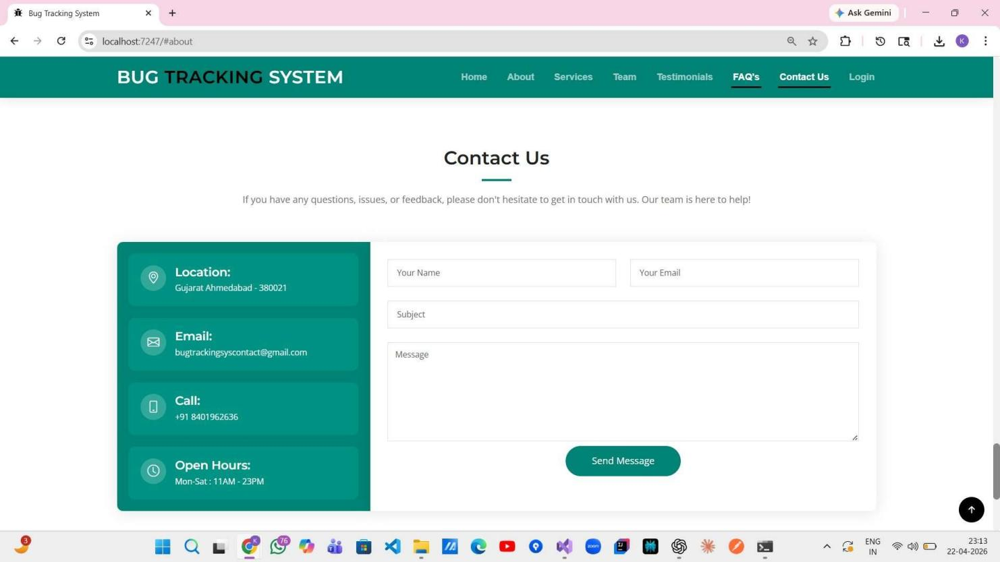 Bug Tracking System
Ask Gemini
localhost:7247/#about
K
BUG TRACKING SYSTEM
Home About Services Team Testimonials FAQ's Contact Us Login
Contact Us
If you have any questions, issues, or feedback, please don't hesitate to get in touch with us. Our team is here to help!
Location:
Gujarat Ahmedabad - 380021
Email:
bugtrackingsyscontact@gmail.com
Call:
+91 8401962636
Open Hours:
Mon-Sat : 11AM - 23PM
Your Name
Your Email
Subject
Message
Send Message
3
K
76
zoom
IJ
ENG
IN
23:13
22-04-2026